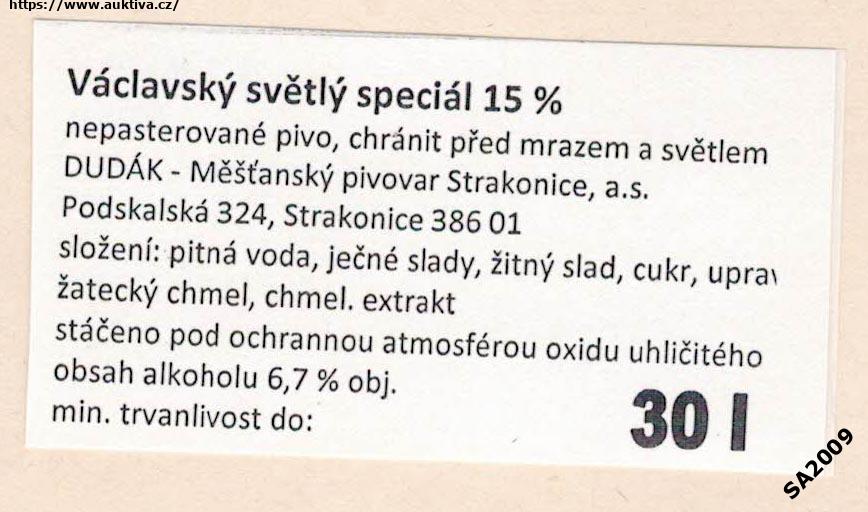 https://www.auktiva.cz/
Václavský světlý speciál 15 %
nepasterované pivo, chránit před mrazem a světlem
DUDÁK - Měšťanský pivovar Strakonice, a.s.
Podskalská 324, Strakonice 386 01
složení: pitná voda, ječné slady, žitný slad, cukr,
žatecký chmel, chmel. extrakt
stáčeno pod ochrannou atmosférou oxidu uhličitého
obsah alkoholu 6,7 % obj.
min. trvanlivost do:
30 l
SA2009